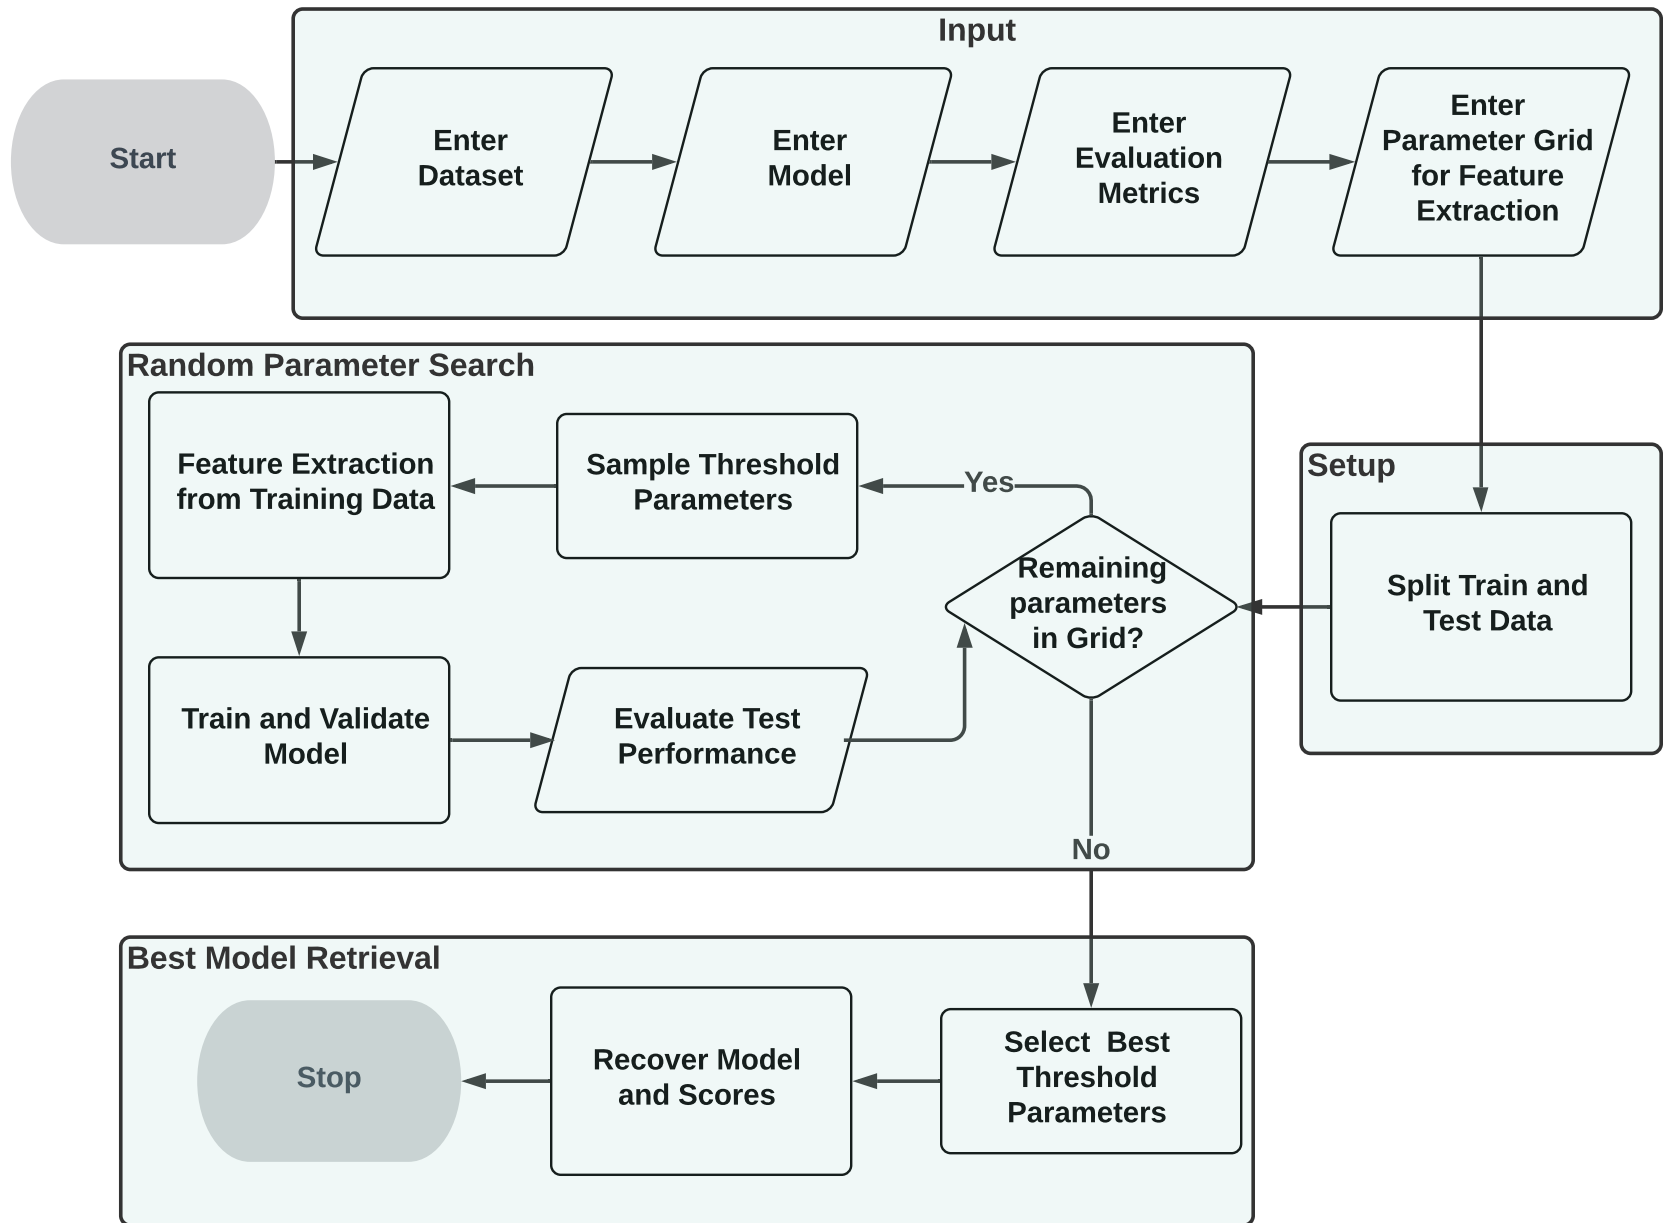 Input
Start
Enter
Dataset
Enter
Model
Enter
Evaluation
Metrics
Enter
Parameter Grid
for Feature
Extraction
Random Parameter Search
Feature Extraction
from Training Data
Sample Threshold
Parameters
Yes
Remaining
parameters
in Grid?
Setup
Split Train and
Test Data
Train and Validate
Model
Evaluate Test
Performance
No
Best Model Retrieval
Stop
Recover Model
and Scores
Select  Best
Threshold
Parameters